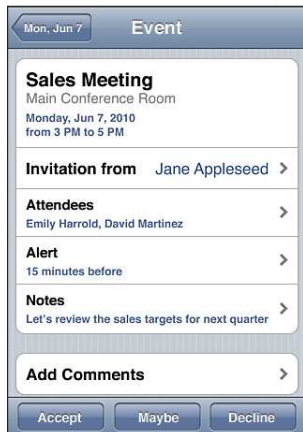 Mon, Jun 7
Event
Sales Meeting
Main Conference Room
Monday, Jun 7, 2010
from 3 PM to 5 PM
Invitation from Jane Appleseed
Attendees
Emily Harrold, David Martinez
Alert
15 minutes before
Notes
Let's review the sales targets for next quarter
Add Comments
Accept Maybe Decline